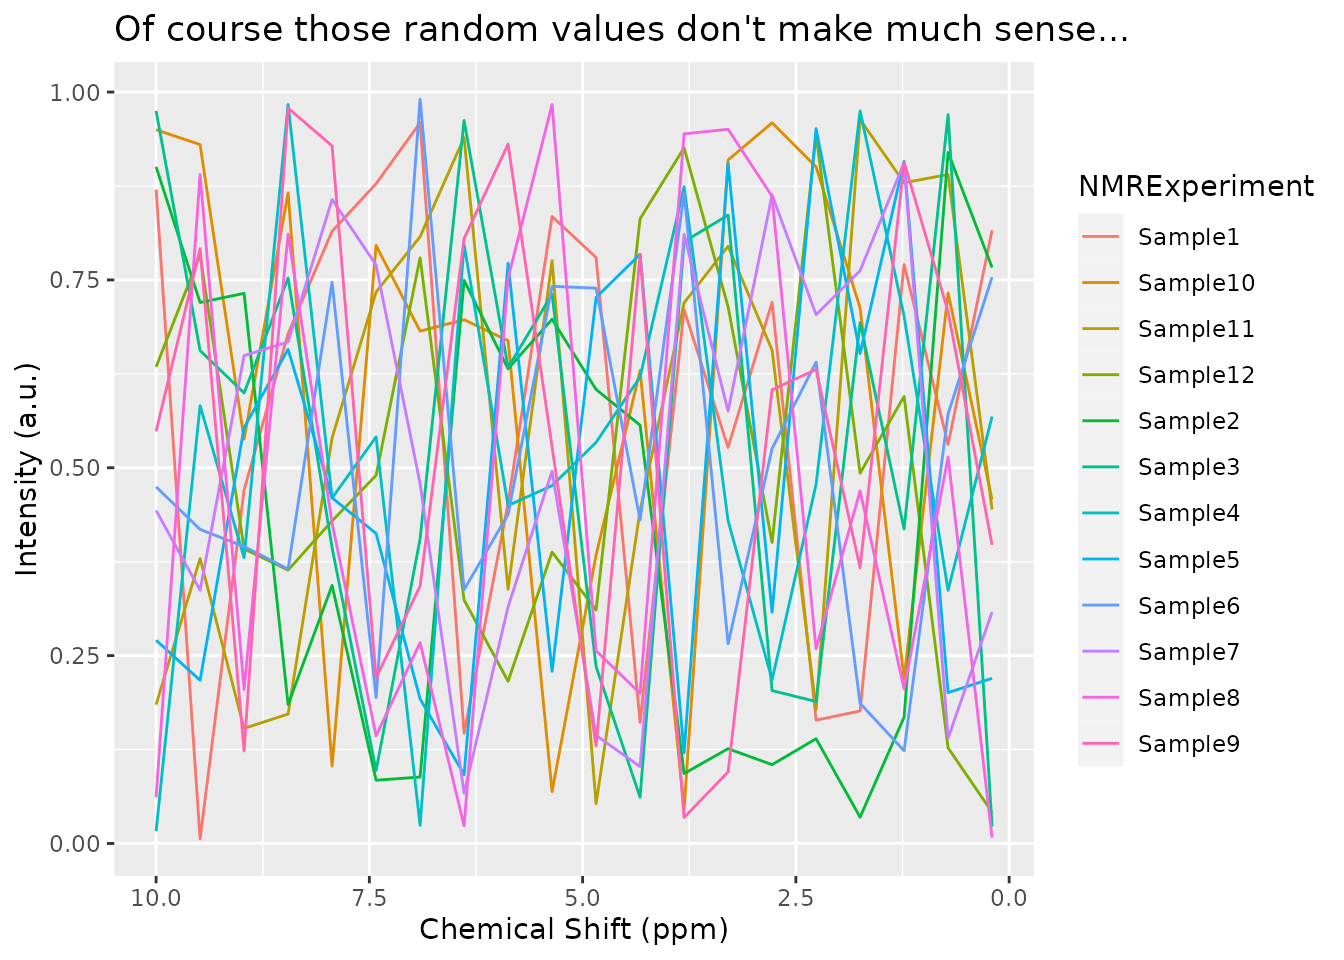 Of course those random values don't make much sense...
1.00
0.75
0.50
0.25
0.00
Intensity (a.u.)
10.0 7.5 5.0 2.5 0.0
Chemical Shift (ppm)
NMRExperiment
Sample1
Sample10
Sample11
Sample12
Sample2
Sample3
Sample4
Sample5
Sample6
Sample7
Sample8
Sample9